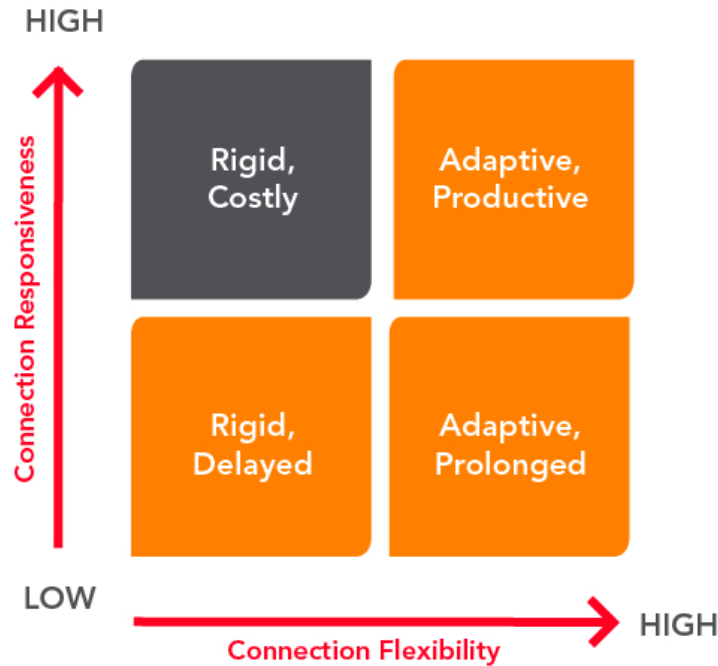 HIGH
Connection Responsiveness
Rigid,
Costly
Adaptive,
Productive
Rigid,
Delayed
Adaptive,
Prolonged
LOW
HIGH
Connection Flexibility